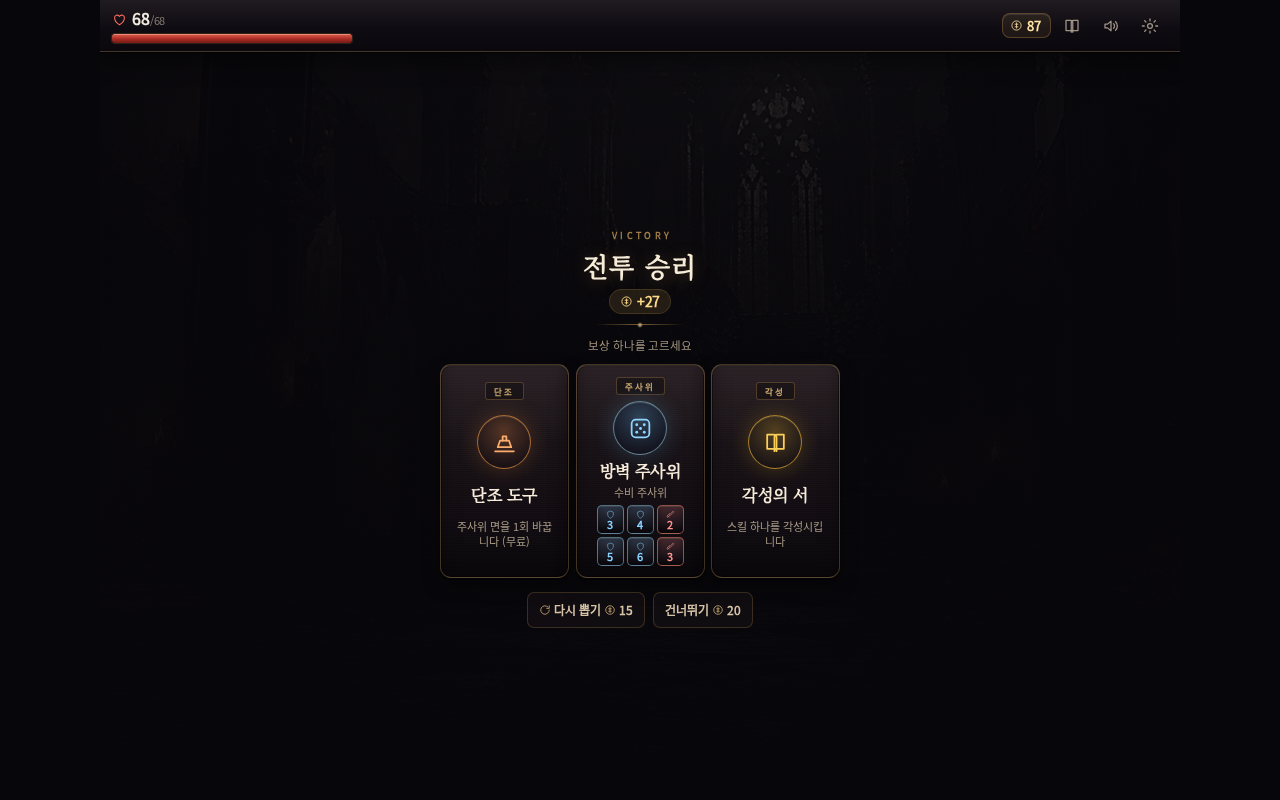 68/68
87
VICTORY
전투 승리
+27
보상 하나를 고르세요
단조
단조 도구
주사위 면을 1회 바꿉
니다 (무료)
주사위
방벽 주사위
수비 주사위
3 4 2
5 6 3
각성
각성의 서
스킬 하나를 각성시킵
니다
다시 뽑기 15
건너뛰기 20